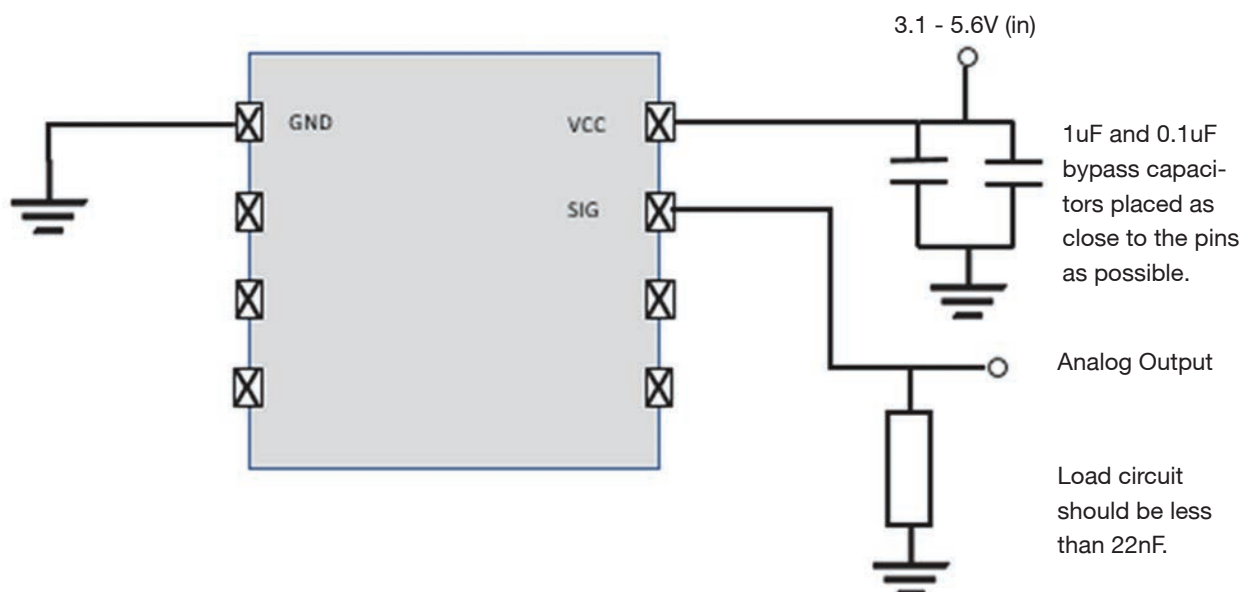 3.1 - 5.6V (in)
GND
VCC
SIG
1uF and 0.1uF
bypass capaci-
tors placed as
close to the pins
as possible.
Analog Output
Load circuit
should be less
than 22nF.